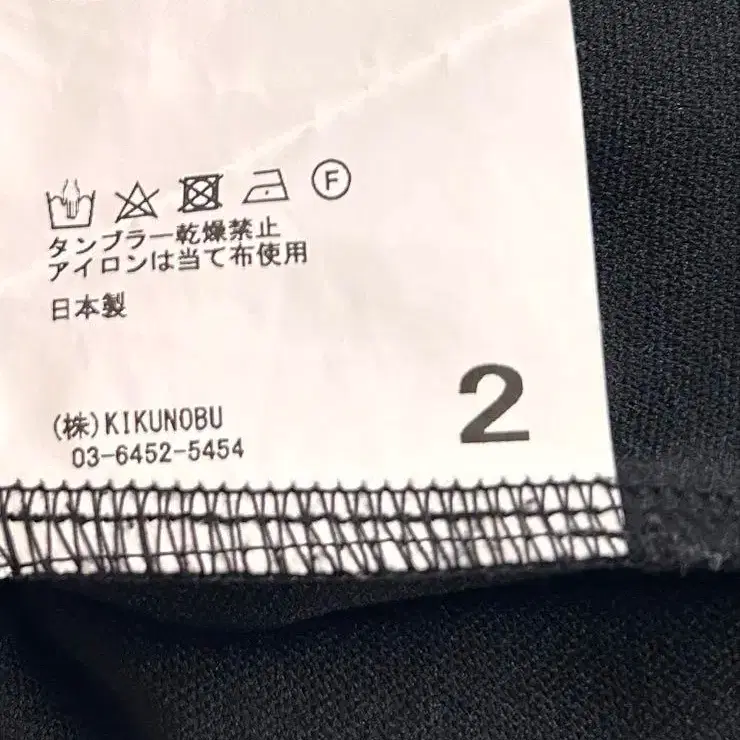 F
タンブラー乾燥禁止
アイロンは当て布使用
日本製
2
(株)KIKUNOBU
03-6452-5454